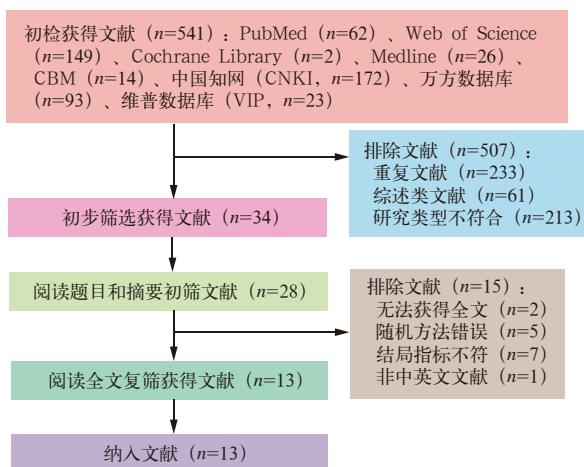 初检获得文献（n=541）：PubMed（n=62）、Web of Science
（n=149）、Cochrane Library（n=2）、Medline（n=26）、
CBM（n=14）、中国知网（CNKI，n=172）、万方数据库
（n=93）、维普数据库（VIP，n=23）
排除文献（n=507）：
重复文献（n=233）
综述类文献（n=61）
研究类型不符合（n=213）
初步筛选获得文献（n=34）
阅读题目和摘要初筛文献（n=28）
排除文献（n=15）：
无法获得全文（n=2）
随机方法错误（n=5）
结局指标不符（n=7）
非中英文文献（n=1）
阅读全文复筛获得文献（n=13）
纳入文献（n=13）